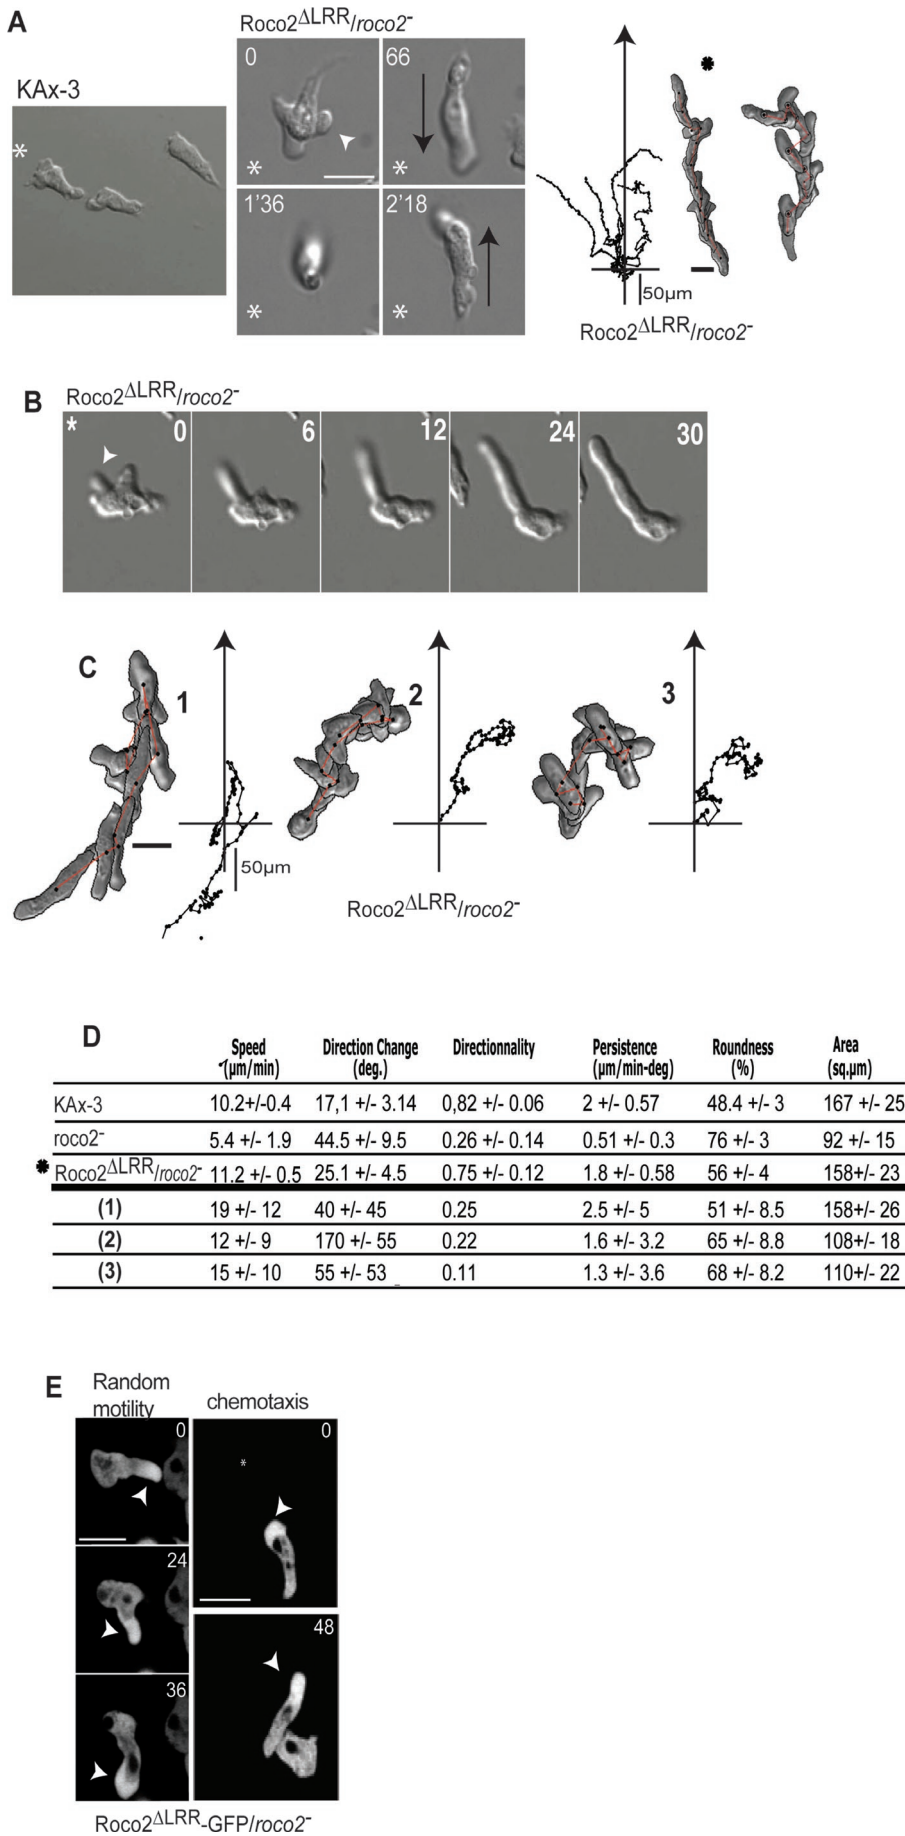 A
Roco2ΔLRR/roco2-
KAx-3
*
0
*
66
*
1'36
*
2'18
*
*
50µm
Roco2ΔLRR/roco2-
B
Roco2ΔLRR/roco2-
* 0 6 12 24 30
C
1 2 3
50µm
Roco2ΔLRR/roco2-
D
Speed Direction Change Directionnality Persistence Roundness Area
(µm/min) (deg.) (µm/min-deg) (%) (sq.µm)
KAx-3 10.2+/-0.4 17,1 +/- 3.14 0,82 +/- 0.06 2 +/- 0.57 48.4 +/- 3 167 +/- 25
roco2- 5.4 +/- 1.9 44.5 +/- 9.5 0.26 +/- 0.14 0.51 +/- 0.3 76 +/- 3 92 +/- 15
* Roco2ΔLRR/roco2- 11.2 +/- 0.5 25.1 +/- 4.5 0.75 +/- 0.12 1.8 +/- 0.58 56 +/- 4 158+/- 23
(1) 19 +/- 12 40 +/- 45 0.25 2.5 +/- 5 51 +/- 8.5 158+/- 26
(2) 12 +/- 9 170 +/- 55 0.22 1.6 +/- 3.2 65 +/- 8.8 108+/- 18
(3) 15 +/- 10 55 +/- 53 0.11 1.3 +/- 3.6 68 +/- 8.2 110+/- 22
E
Random
motility
chemotaxis
0
24
36
0
*
48
Roco2ΔLRR-GFP/roco2-